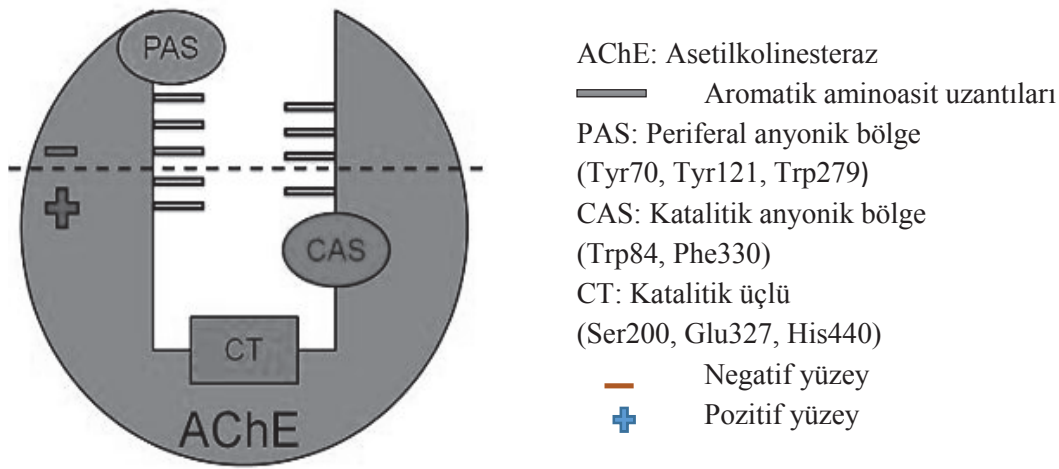 PAS
CAS
CT
AChE
AChE: Asetilkolinesteraz
Aromatik aminoasit uzantıları
PAS: Periferal anyonik bölge
(Tyr70, Tyr121, Trp279)
CAS: Katalitik anyonik bölge
(Trp84, Phe330)
CT: Katalitik üçlü
(Ser200, Glu327, His440)
Negatif yüzey
Pozitif yüzey